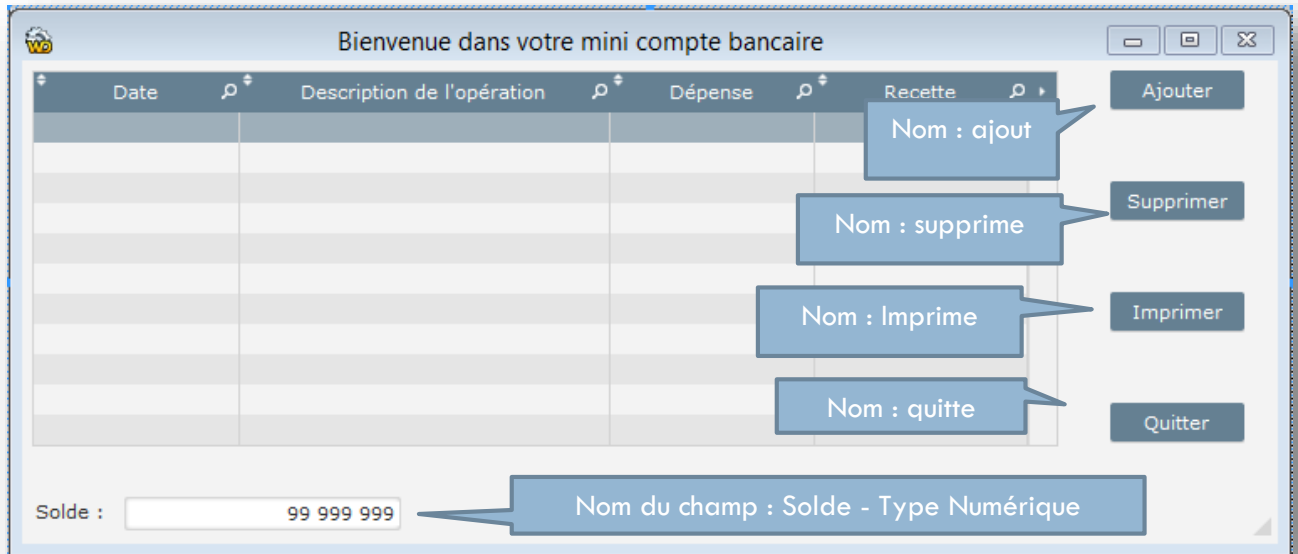 Bienvenue dans votre mini compte bancaire
Date Description de l'opération Dépense Recette Ajouter
Nom : ajout
Supprimer
Nom : supprime
Nom : Imprime Imprimer
Nom : quitte
Quitter
Solde : 99 999 999 Nom du champ : Solde - Type Numérique